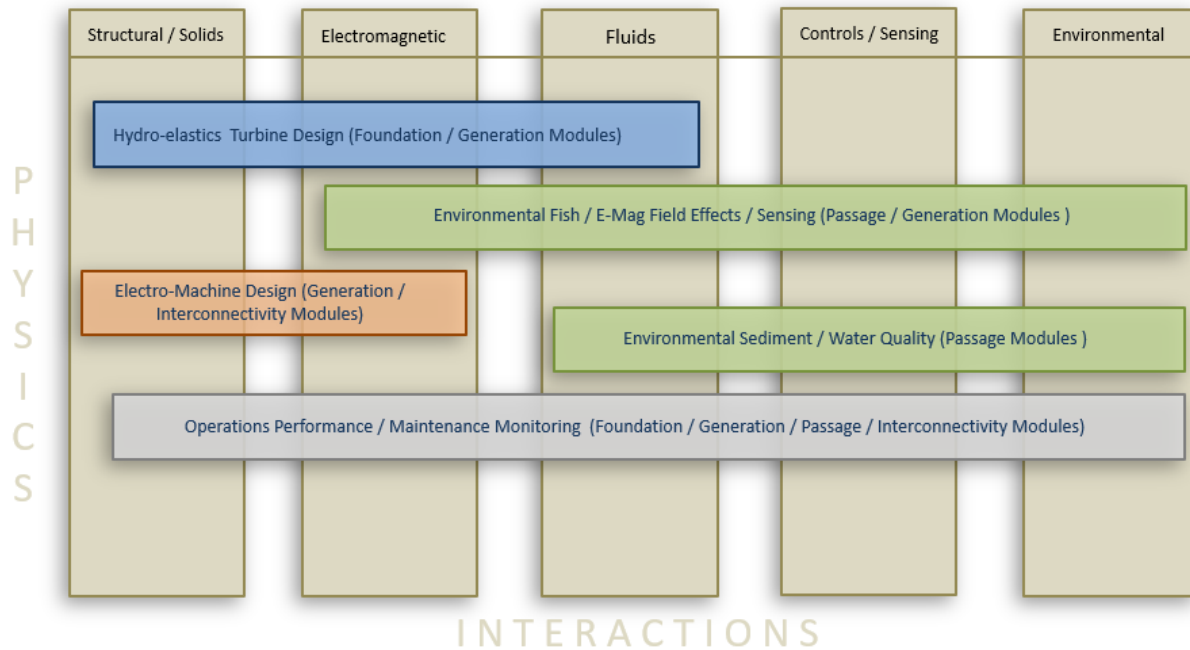 Structural / Solids
Electromagnetic
Fluids
Controls / Sensing
Environmental
Hydro-elastics Turbine Design (Foundation / Generation Modules)
Environmental Fish / E-Mag Field Effects / Sensing (Passage / Generation Modules )
Electro-Machine Design (Generation /
Interconnectivity Modules)
Environmental Sediment / Water Quality (Passage Modules )
Operations Performance / Maintenance Monitoring (Foundation / Generation / Passage / Interconnectivity Modules)
PHYSICS
INTERACTIONS